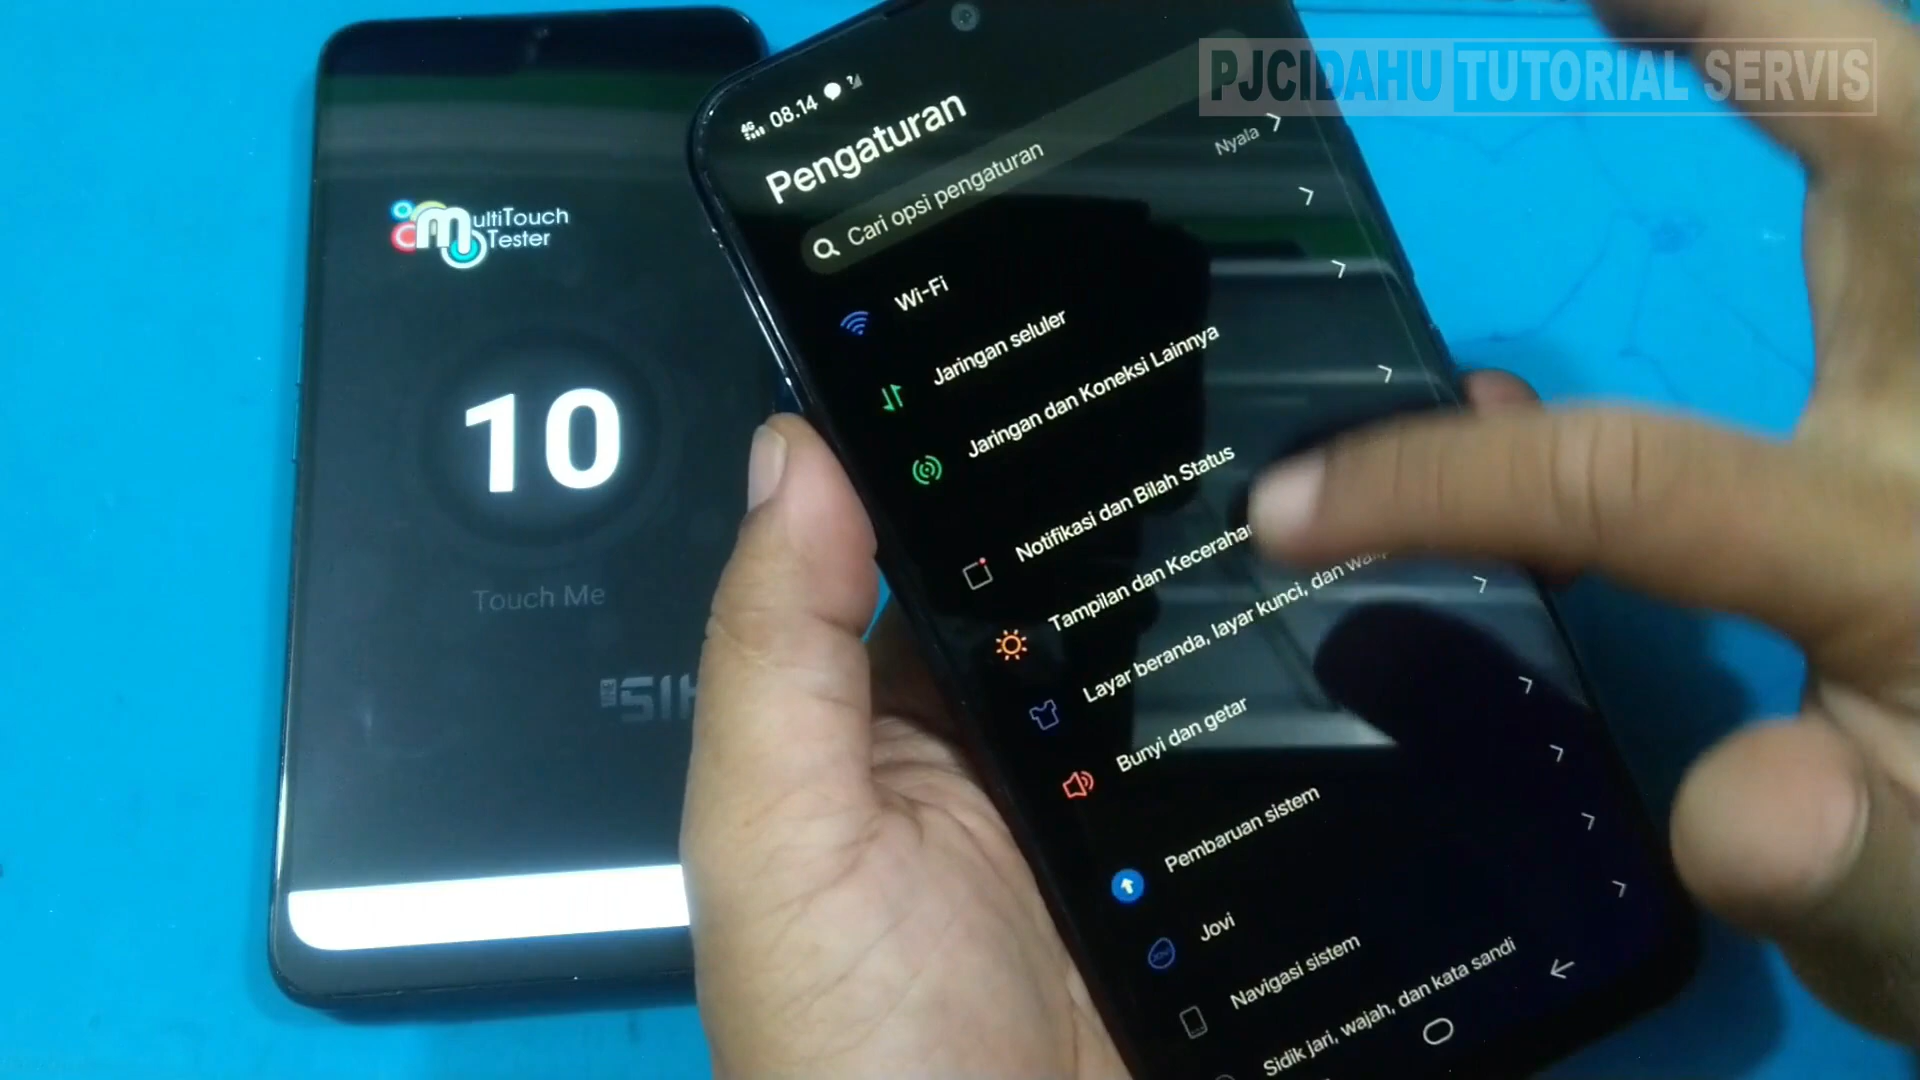 PJCIDAHU TUTORIAL SERVIS
MultiTouch
Tester
10
Touch Me
4G 08.14
Pengaturan
Cari opsi pengaturan
Wi-Fi
Nyala
Jaringan seluler
Jaringan dan Koneksi Lainnya
Notifikasi dan Bilah Status
Tampilan dan Kecerahan
Layar beranda, layar kunci, dan
Bunyi dan getar
Pembaruan sistem
Jovi
Navigasi sistem
Sidik jari, wajah, dan kata sandi